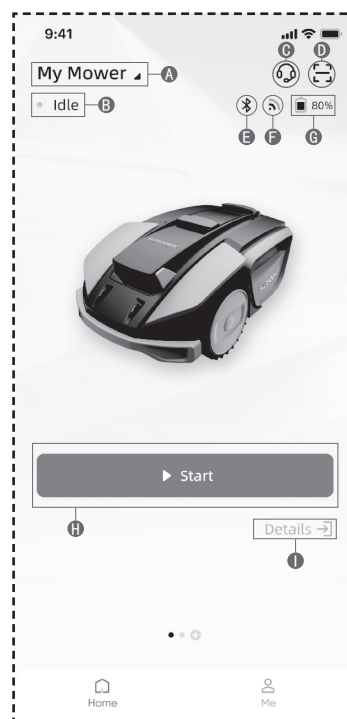 9:41
C D
My Mower A
Idle B
E F G
80%
Start
H
Details
I
Home Me